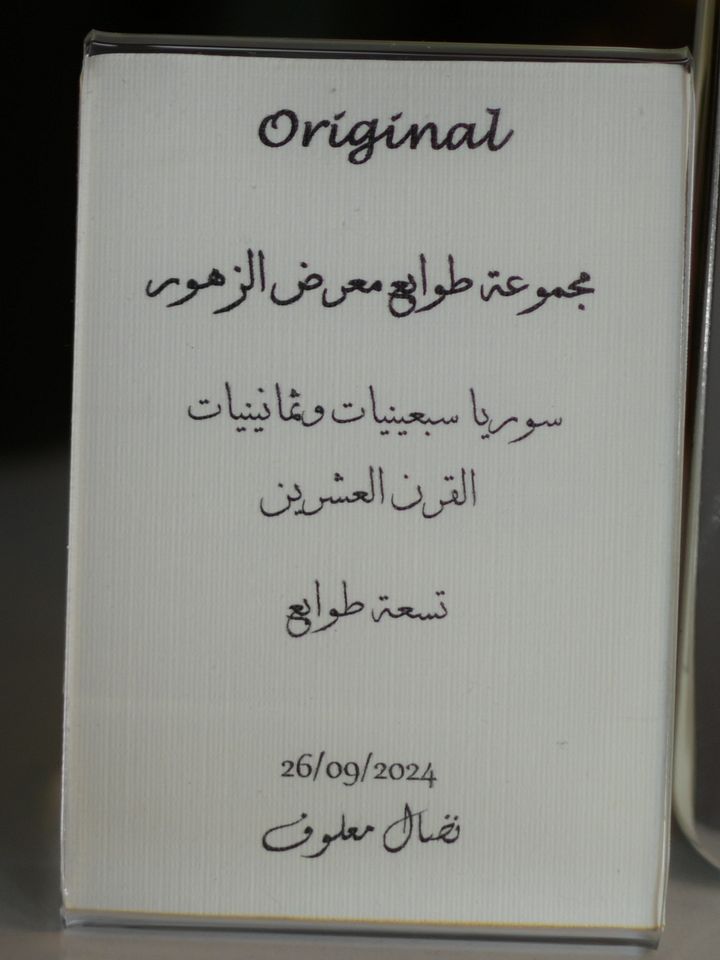 Original
مجموعة طوابع معرض الزهور
سوريا سبعينيات وثمانينيات
القرن العشرين
تسعة طوابع
26/09/2024
نضال معلوف